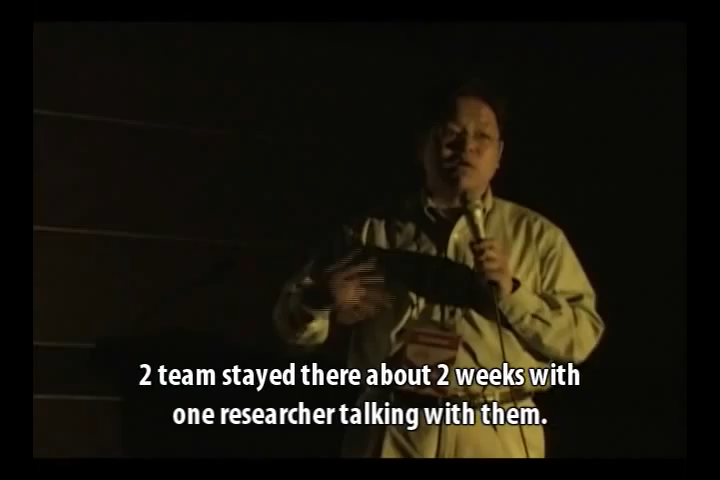 2 team stayed there about 2 weeks with
one researcher talking with them.